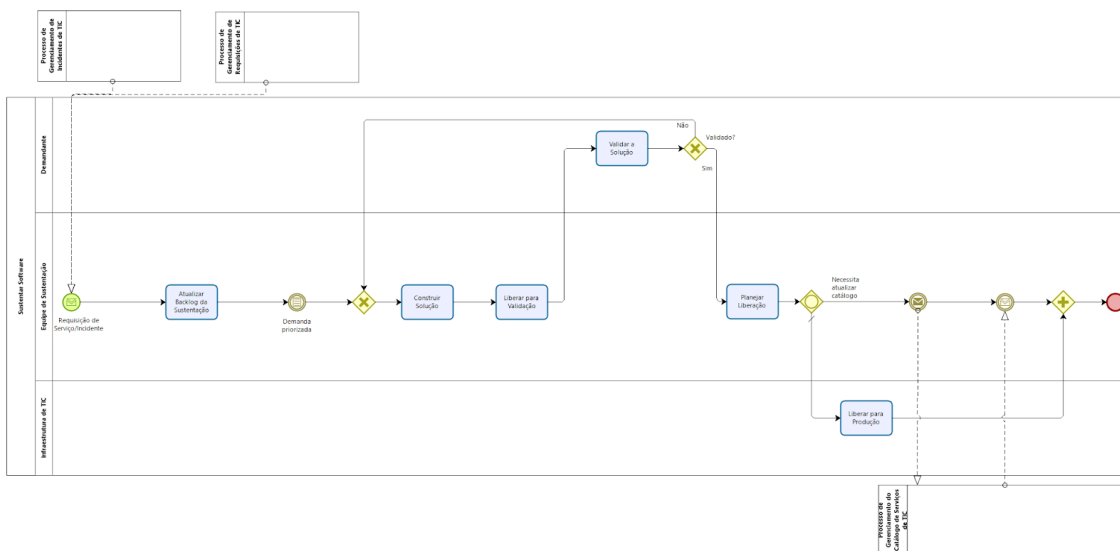 Processo de
Gerenciamento de
Incidentes de TIC
Processo de
Gerenciamento de
Requisições de TIC
Sustentar Software
Demandante
Validar a
Solução
Não
Validado?
Sim
Equipe de Sustentação
Requisição de
Serviço/Incidente
Atualizar
Backlog da
Sustentação
Demanda
priorizada
Construir
Solução
Liberar para
Validação
Planejar
Liberação
Necessita
atualizar
catálogo
Infraestrutura de TIC
Liberar para
Produção
Processo de
Gerenciamento do
Catálogo de Serviços
de TIC